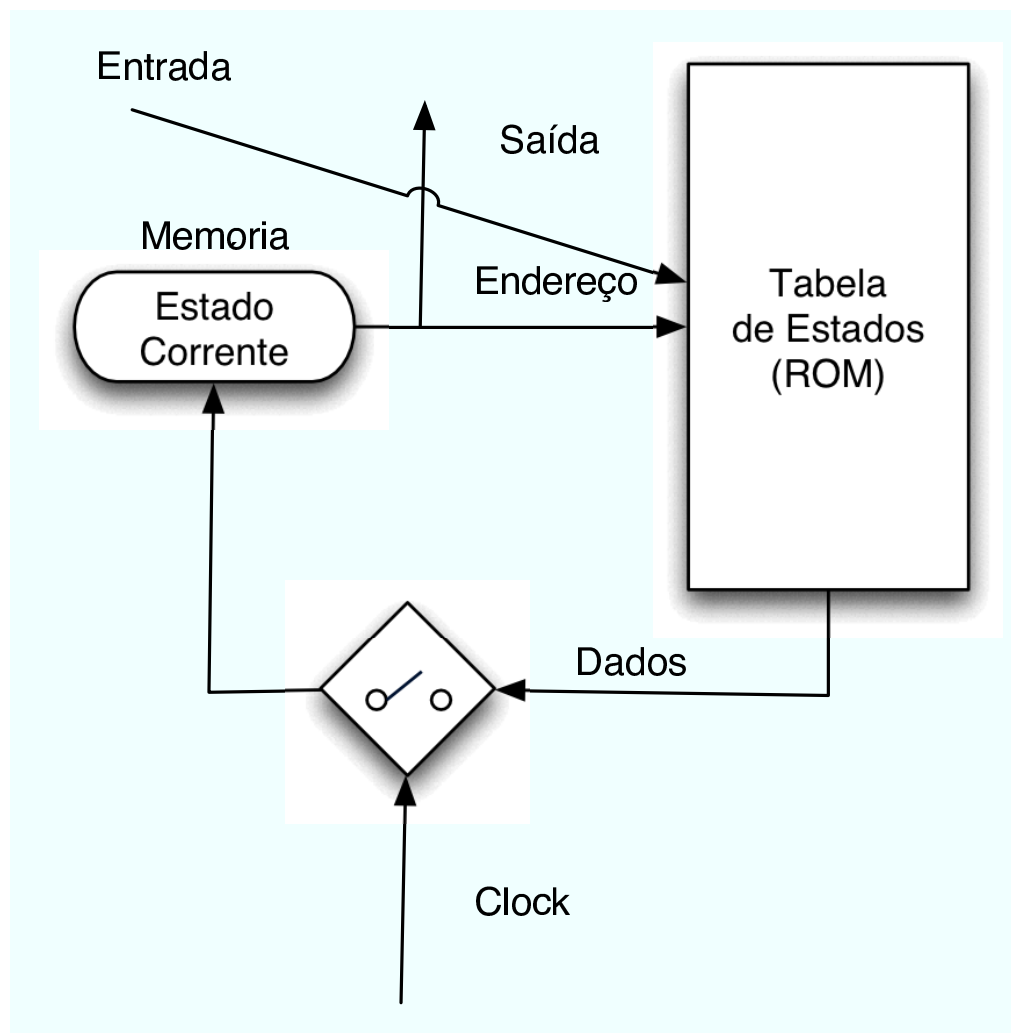 Entrada
Saída
Memoria
Estado
Corrente
Endereço
Tabela
de Estados
(ROM)
Dados
Clock